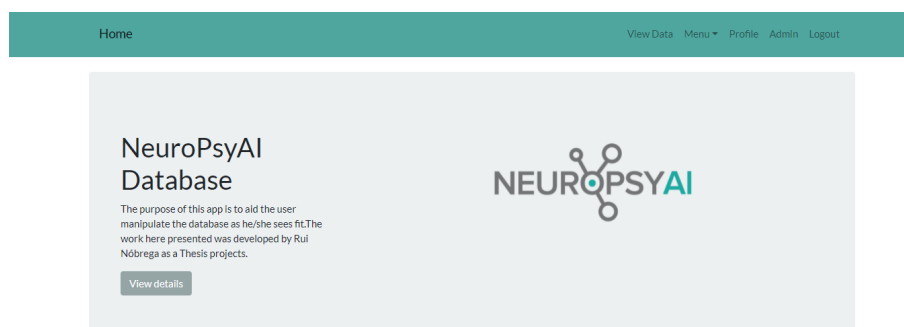 Home View Data Menu Profile Admin Logout
NeuroPsyAI
Database
The purpose of this app is to aid the user
manipulate the database as he/she sees fit.The
work here presented was developed by Rui
Nóbrega as a Thesis projects.
View details
NEUROPSYAI